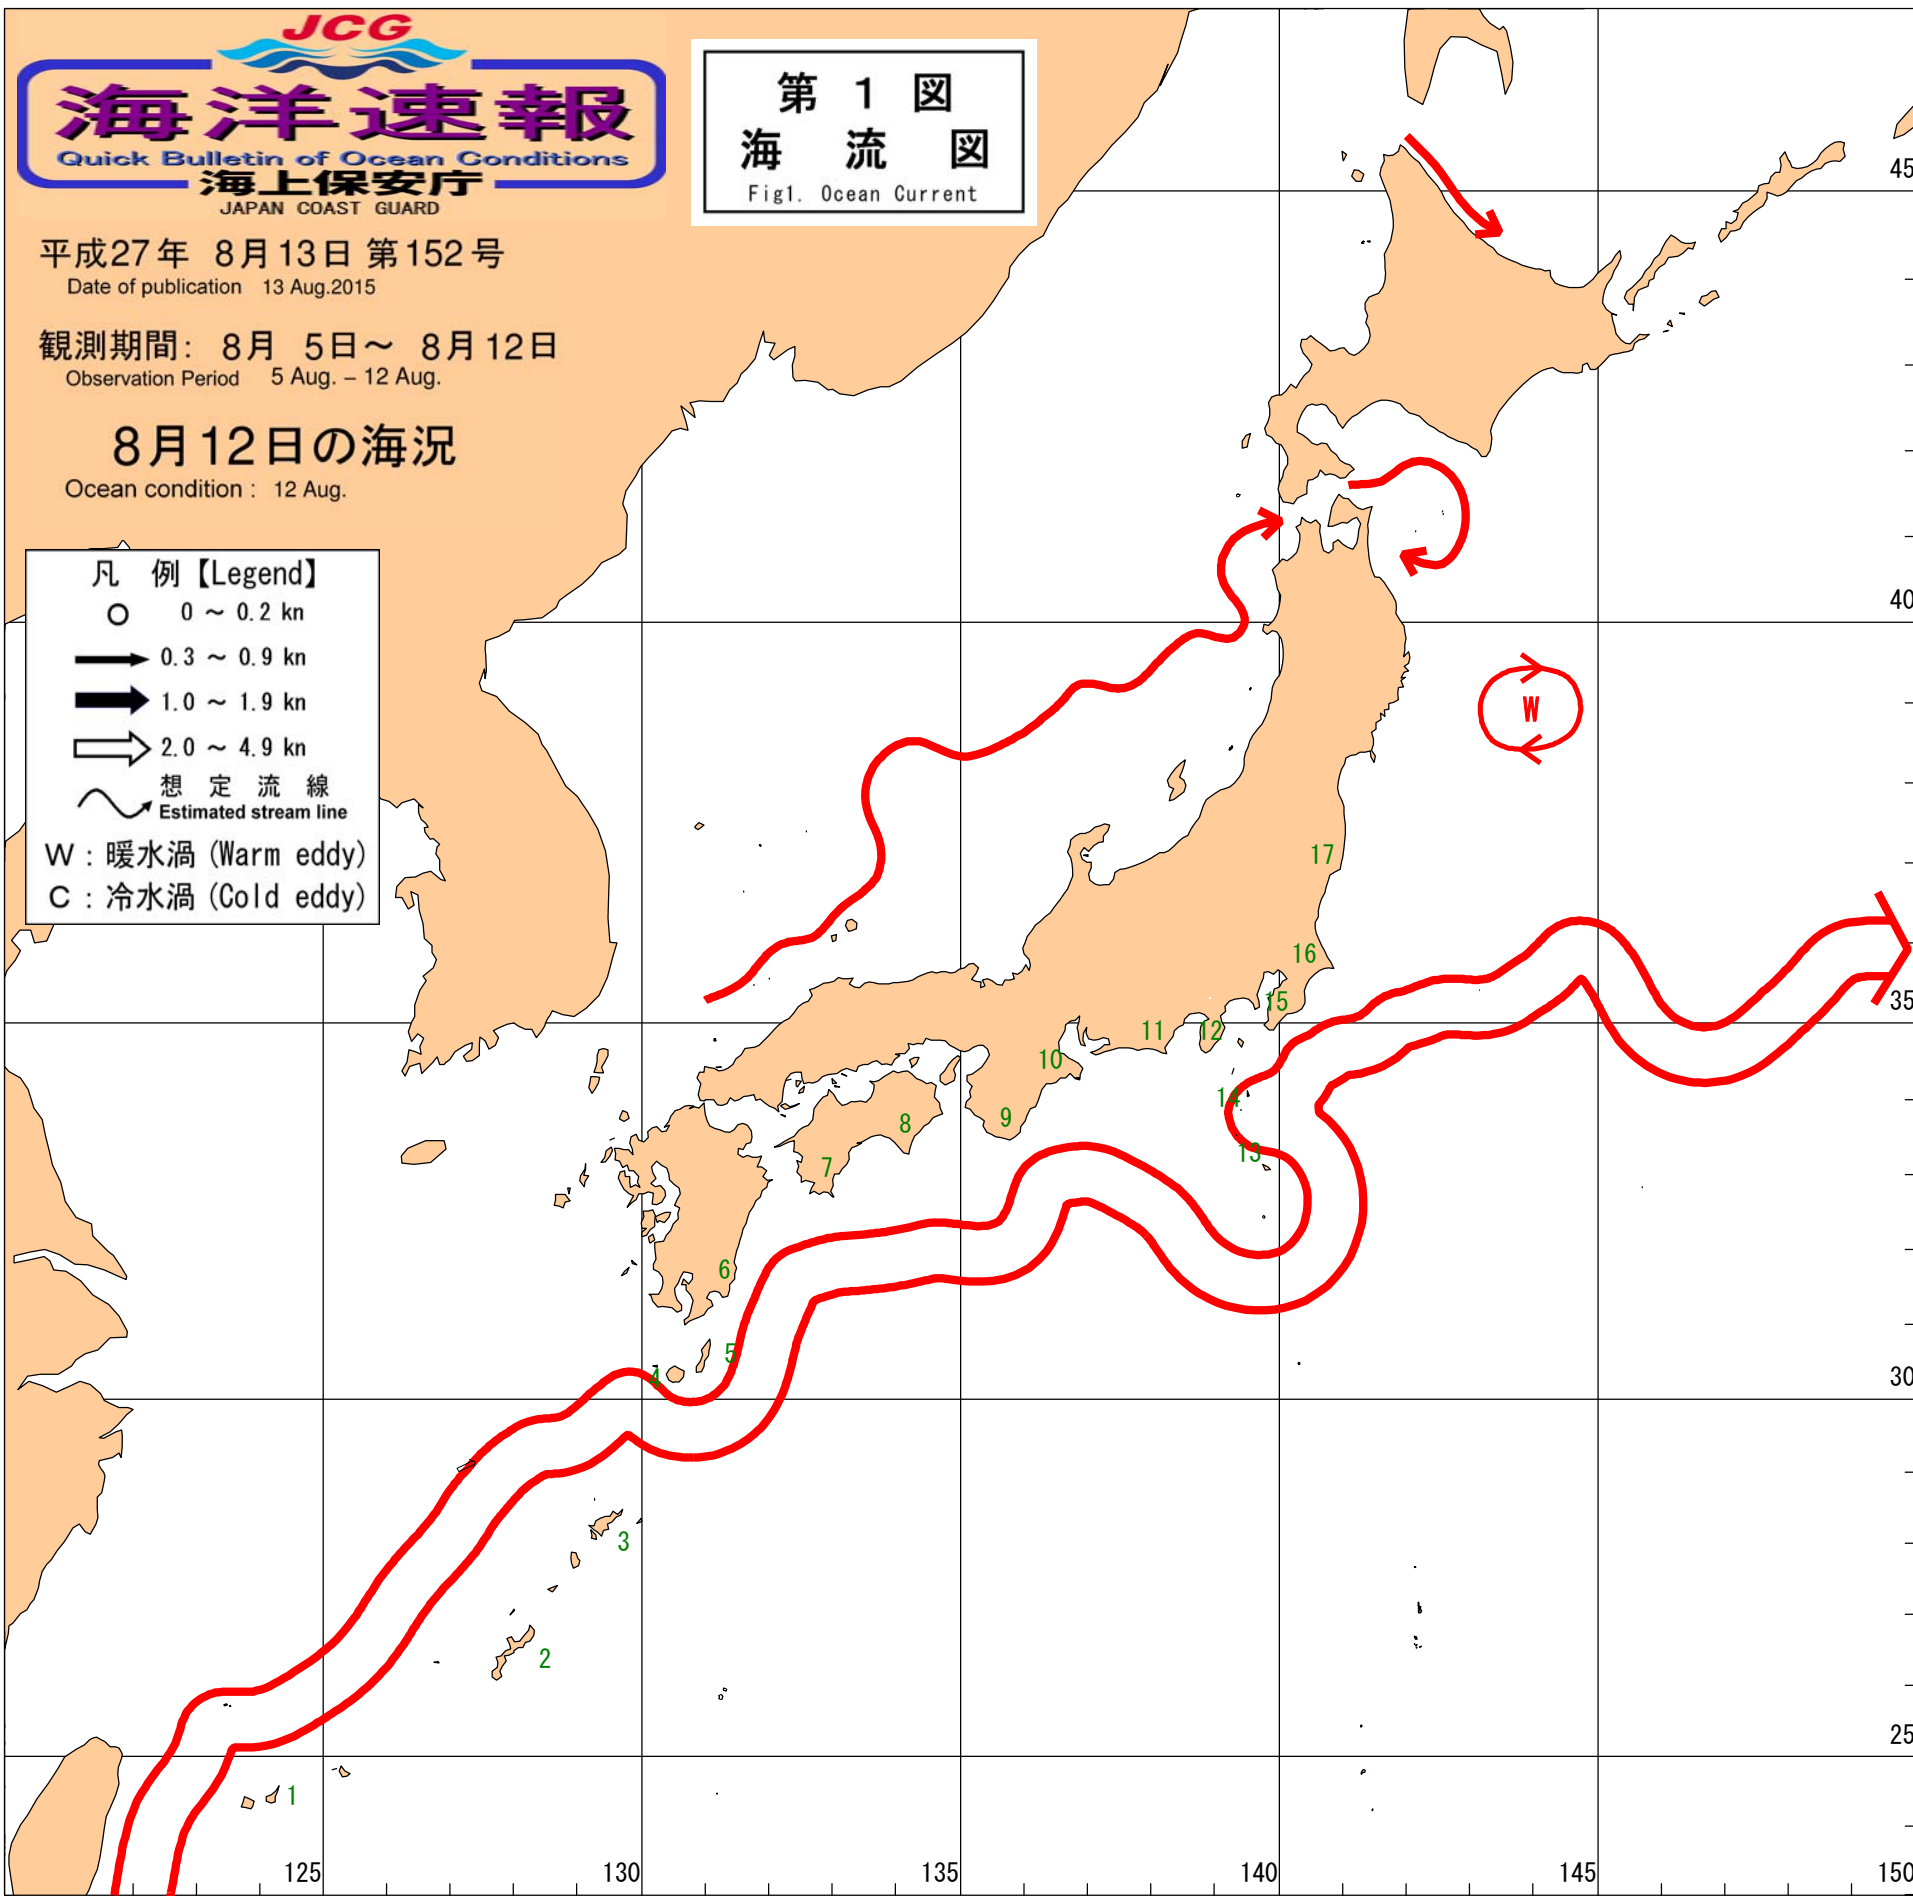 JCG
海洋速報
Quick Bulletin of Ocean Conditions
海上保安庁
JAPAN COAST GUARD
第 1 図
海 流 図
Fig1. Ocean Current
平成27年 8月13日 第152号
Date of publication 13 Aug.2015
観測期間: 8月 5日~ 8月12日
Observation Period 5 Aug. – 12 Aug.
8月12日の海況
Ocean condition : 12 Aug.
凡 例【Legend】
0 ~ 0.2 kn
0.3 ~ 0.9 kn
1.0 ~ 1.9 kn
2.0 ~ 4.9 kn
想 定 流 線
Estimated stream line
W : 暖水渦 (Warm eddy)
C : 冷水渦 (Cold eddy)
45
40
W
17
16
35
15
11
12
10
14
9
8
13
7
6
5
4
30
3
2
25
1
125
130
135
140
145
150